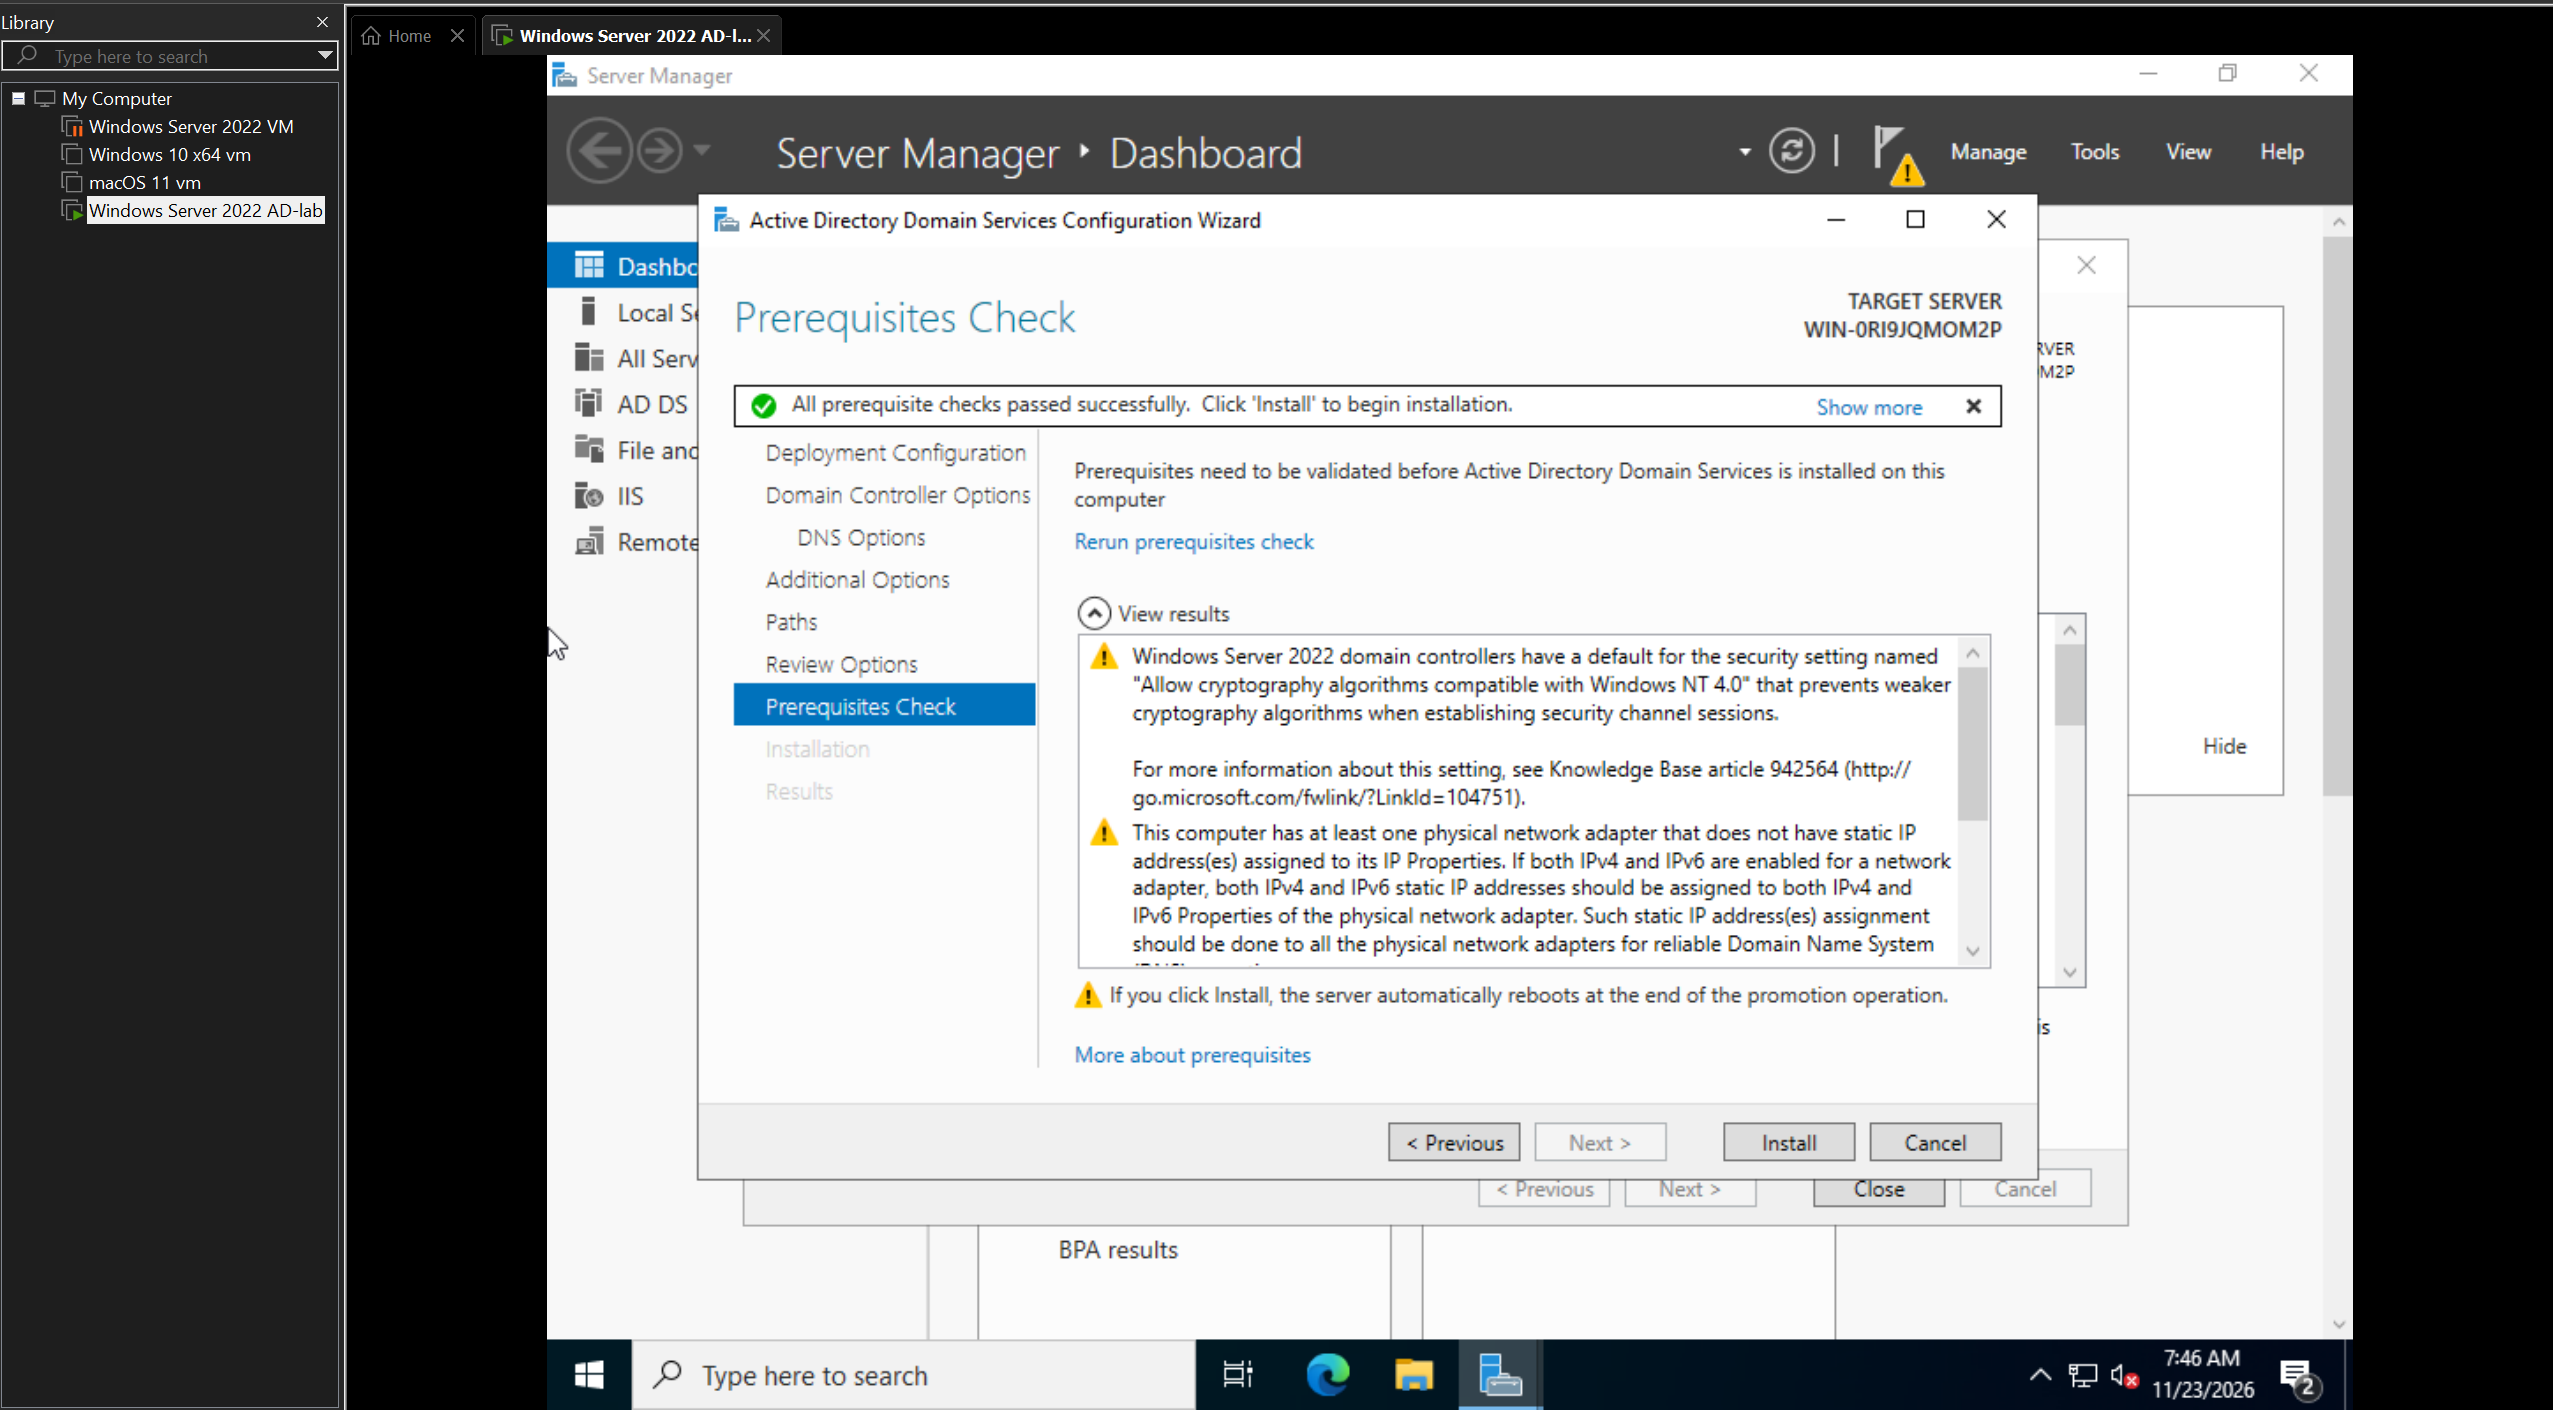 Library
Type here to search
My Computer
Windows Server 2022 VM
Windows 10 x64 vm
macOS 11 vm
Windows Server 2022 AD-lab
Home
Windows Server 2022 AD-l...
Server Manager
Server Manager
Dashboard
Manage
Tools
View
Help
Dashbo
Local Se
All Serv
AD DS
File and
IIS
Remote
Active Directory Domain Services Configuration Wizard
Prerequisites Check
TARGET SERVER
WIN-0RI9JQMOM2P
All prerequisite checks passed successfully.  Click 'Install' to begin installation.
Show more
Deployment Configuration
Domain Controller Options
DNS Options
Additional Options
Paths
Review Options
Prerequisites Check
Installation
Results
Prerequisites need to be validated before Active Directory Domain Services is installed on this
computer
Rerun prerequisites check
View results
Windows Server 2022 domain controllers have a default for the security setting named
"Allow cryptography algorithms compatible with Windows NT 4.0" that prevents weaker
cryptography algorithms when establishing security channel sessions.
For more information about this setting, see Knowledge Base article 942564 (http://
go.microsoft.com/fwlink/?LinkId=104751).
This computer has at least one physical network adapter that does not have static IP
address(es) assigned to its IP Properties. If both IPv4 and IPv6 are enabled for a network
adapter, both IPv4 and IPv6 static IP addresses should be assigned to both IPv4 and
IPv6 Properties of the physical network adapter. Such static IP address(es) assignment
should be done to all the physical network adapters for reliable Domain Name System
If you click Install, the server automatically reboots at the end of the promotion operation.
More about prerequisites
< Previous
Next >
Install
Cancel
RVER
OM2P
Hide
is
< Previous
Next >
Close
Cancel
BPA results
Type here to search
7:46 AM
11/23/2026
2